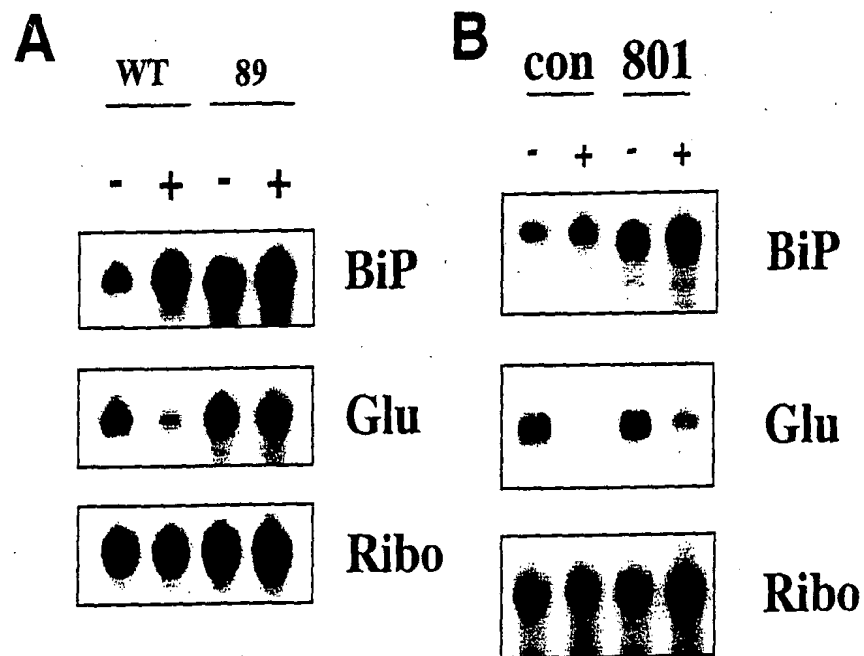 A
WT 89
- + - +
BiP
Glu
Ribo
B
con 801
- + - +
BiP
Glu
Ribo